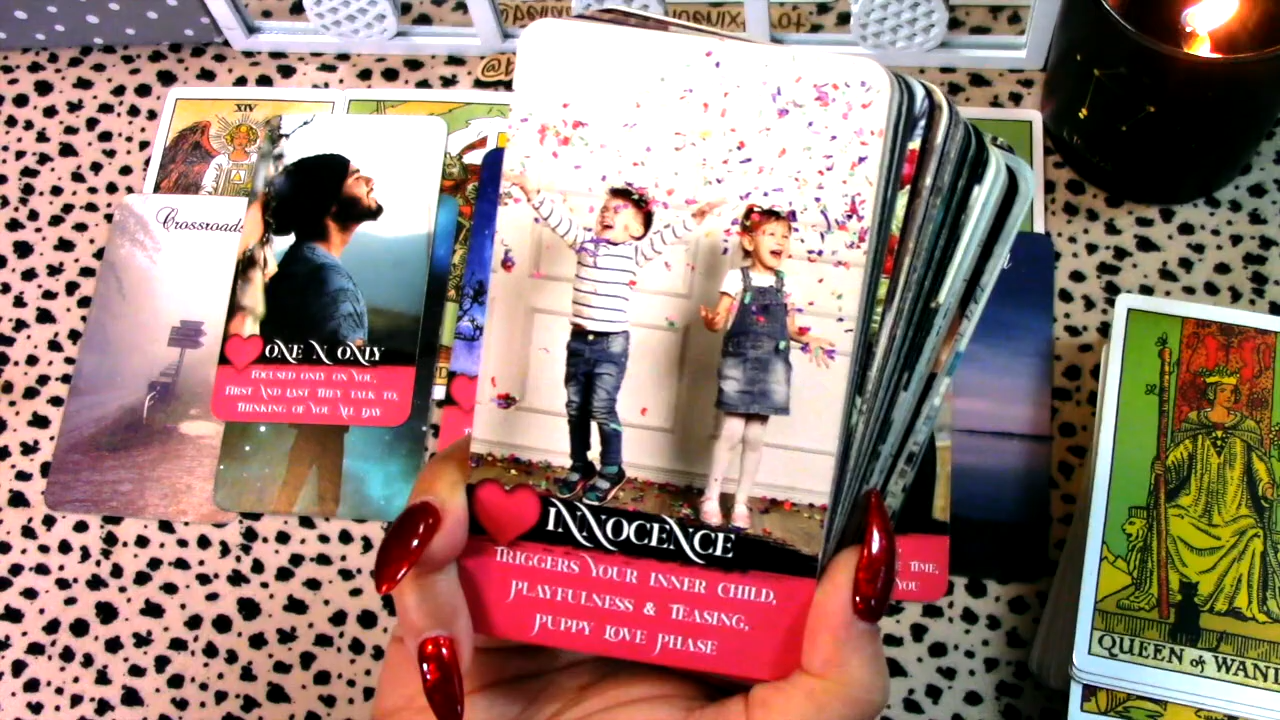 XIV
Crossroads
ONE N ONLY
FOCUSED ONLY ON YOU,
FIRST AND LAST THEY TALK TO,
THINKING OF YOU ALL DAY
INNOCENCE
TRIGGERS YOUR INNER CHILD,
PLAYFULNESS & TEASING,
PUPPY LOVE PHASE
TIME,
YOU
QUEEN of WAND